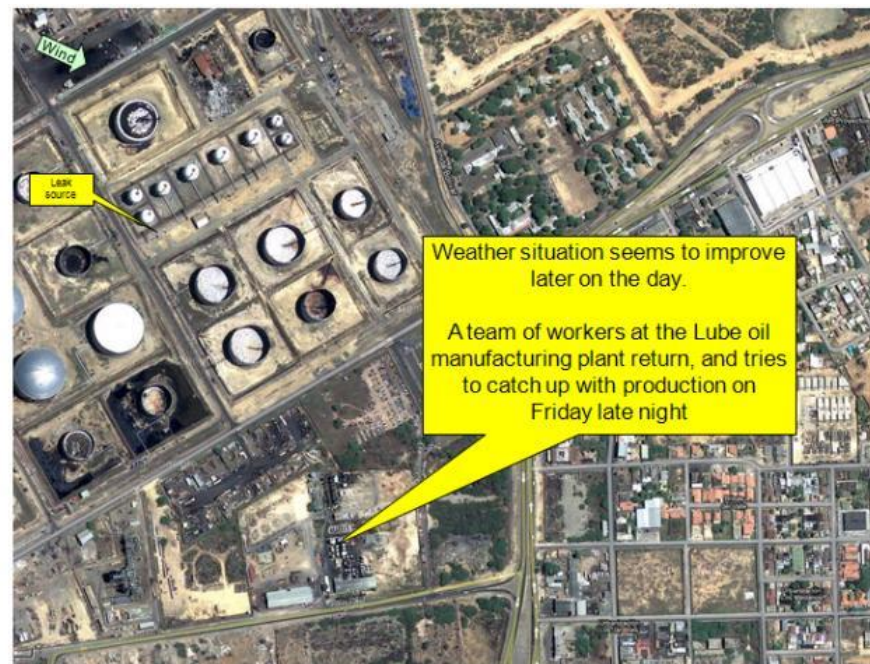 Wind
Leak
source
Weather situation seems to improve
later on the day.
A team of workers at the Lube oil
manufacturing plant return, and tries
to catch up with production on
Friday late night